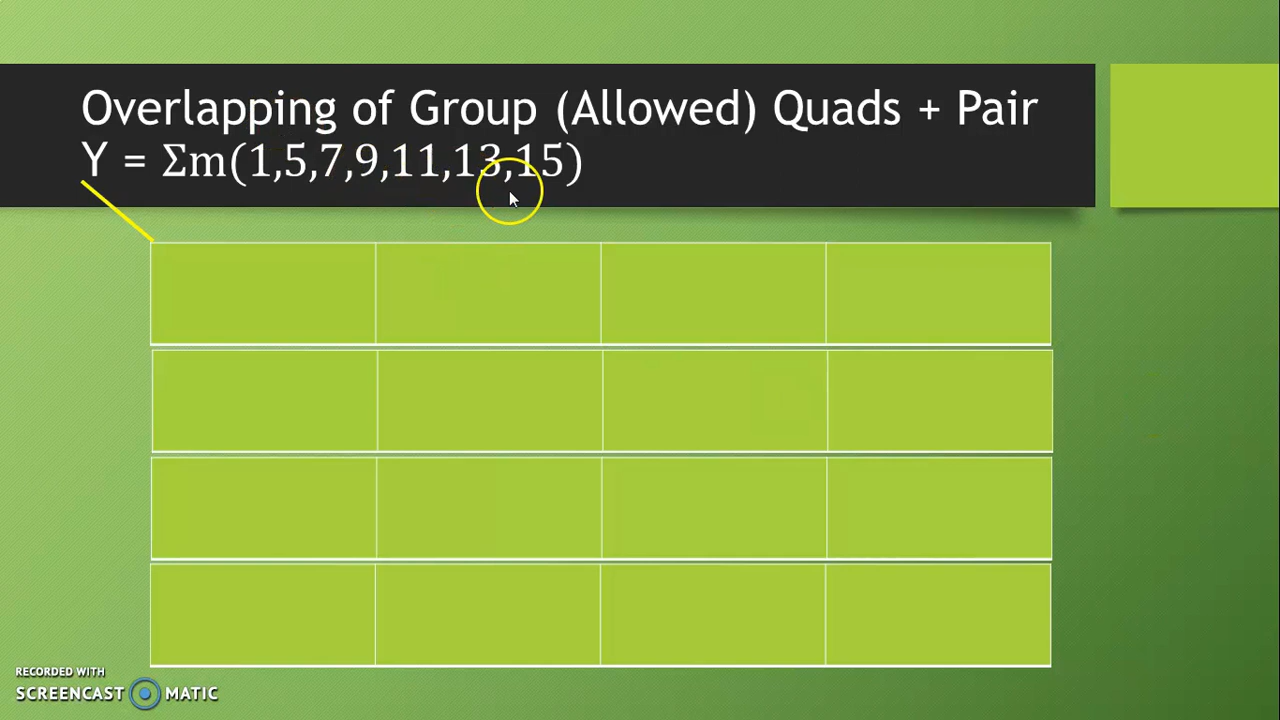 Overlapping of Group (Allowed) Quads + Pair
Y = Σm(1,5,7,9,11,13,15)
RECORDED WITH
SCREENCAST MATIC